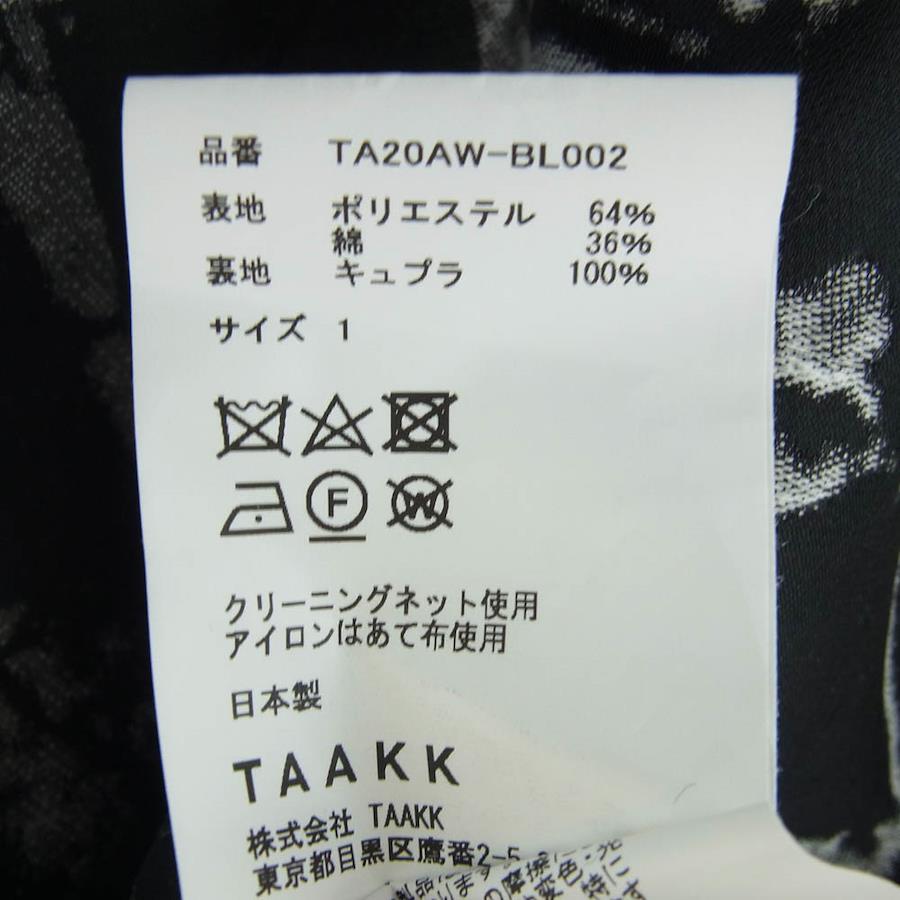 品番 TA20AW-BL002
表地 ポリエステル 64%
綿 36%
裏地 キュプラ 100%
サイズ 1
F W
クリーニングネット使用
アイロンはあて布使用
日本製
TAAKK
株式会社 TAAKK
東京都目黒区鷹番2-5